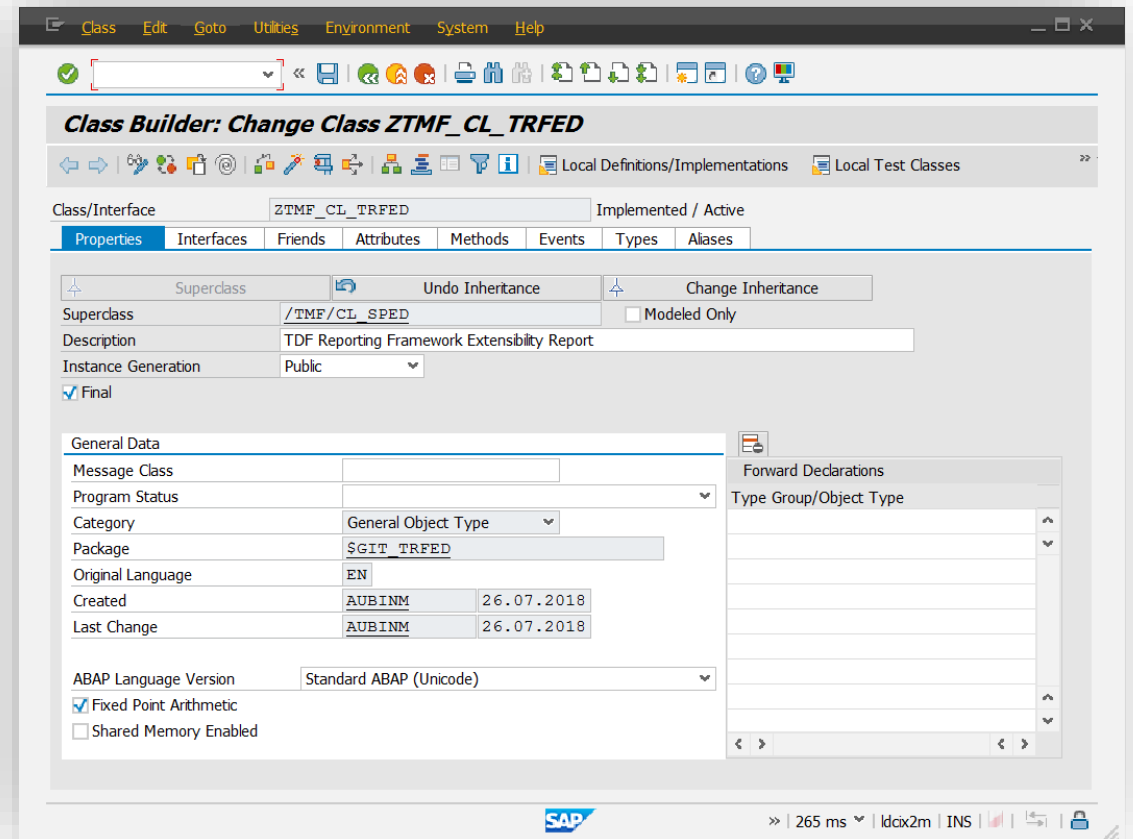 Class Edit Goto Utilities Environment System Help
Class Builder: Change Class ZTMF_CL_TRFED
Local Definitions/Implementations Local Test Classes
Class/Interface ZTMF_CL_TRFED Implemented / Active
Properties Interfaces Friends Attributes Methods Events Types Aliases
Superclass Undo Inheritance Change Inheritance
Superclass /TMF/CL_SPED Modeled Only
Description TDF Reporting Framework Extensibility Report
Instance Generation Public
Final
General Data
Message Class Forward Declarations
Program Status Type Group/Object Type
Category General Object Type
Package $GIT_TRFED
Original Language EN
Created AUBINM 26.07.2018
Last Change AUBINM 26.07.2018
ABAP Language Version Standard ABAP (Unicode)
Fixed Point Arithmetic
Shared Memory Enabled
SAP » | 265 ms | ldcix2m | INS